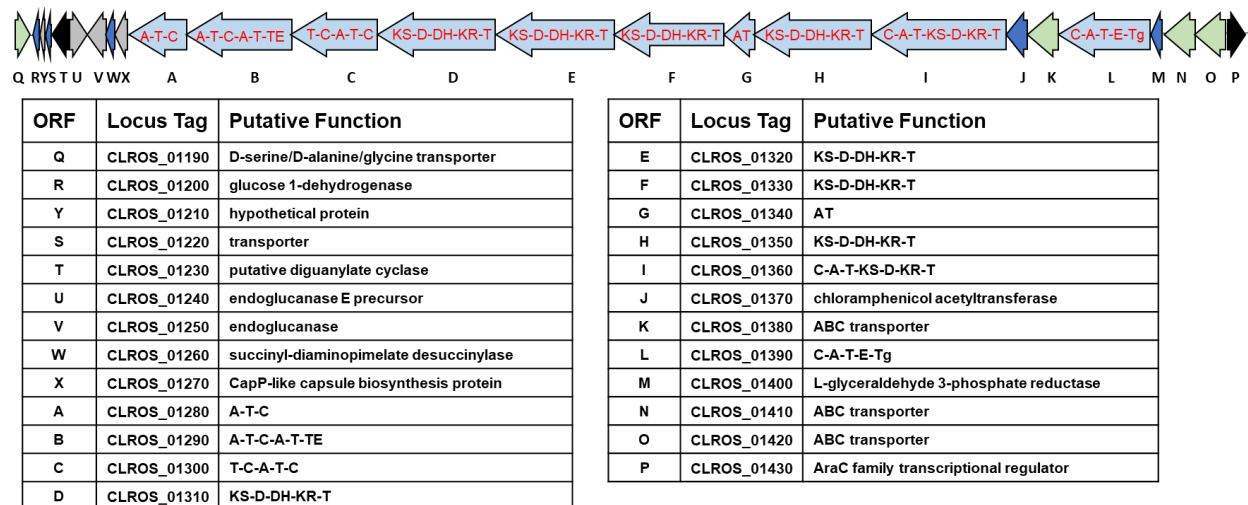 A-T-C A-T-C-A-T-TE T-C-A-T-C KS-D-DH-KR-T KS-D-DH-KR-T KS-D-DH-KR-T AT KS-D-DH-KR-T C-A-T-KS-D-KR-T C-A-T-E-Tg
Q R Y S T U V W X A B C D E F G H I J K L M N O P
ORF Locus Tag Putative Function
Q CLROS_01190 D-serine/D-alanine/glycine transporter
R CLROS_01200 glucose 1-dehydrogenase
Y CLROS_01210 hypothetical protein
S CLROS_01220 transporter
T CLROS_01230 putative diguanylate cyclase
U CLROS_01240 endoglucanase E precursor
V CLROS_01250 endoglucanase
W CLROS_01260 succinyl-diaminopimelate desuccinylase
X CLROS_01270 CapP-like capsule biosynthesis protein
A CLROS_01280 A-T-C
B CLROS_01290 A-T-C-A-T-TE
C CLROS_01300 T-C-A-T-C
D CLROS_01310 KS-D-DH-KR-T
ORF Locus Tag Putative Function
E CLROS_01320 KS-D-DH-KR-T
F CLROS_01330 KS-D-DH-KR-T
G CLROS_01340 AT
H CLROS_01350 KS-D-DH-KR-T
I CLROS_01360 C-A-T-KS-D-KR-T
J CLROS_01370 chloramphenicol acetyltransferase
K CLROS_01380 ABC transporter
L CLROS_01390 C-A-T-E-Tg
M CLROS_01400 L-glyceraldehyde 3-phosphate reductase
N CLROS_01410 ABC transporter
O CLROS_01420 ABC transporter
P CLROS_01430 AraC family transcriptional regulator